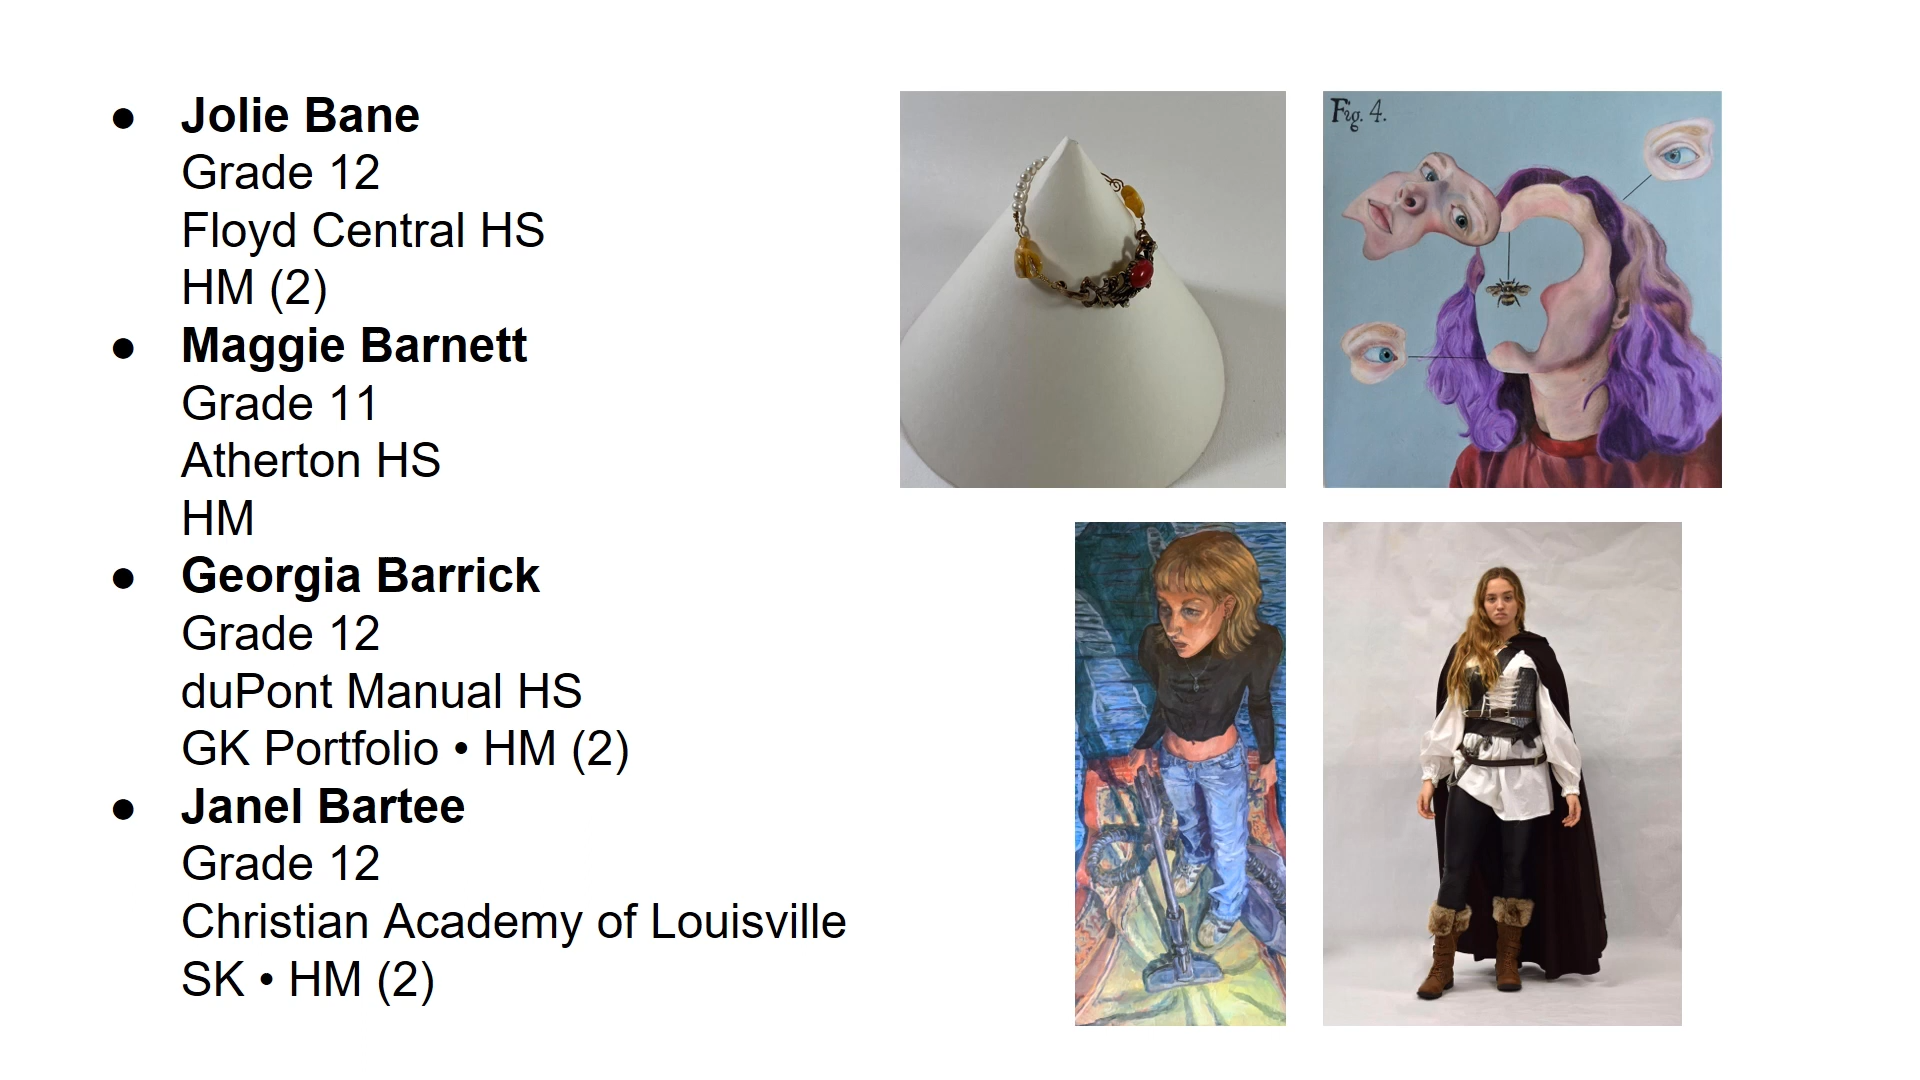 ● Jolie Bane
Grade 12
Floyd Central HS
HM (2)
● Maggie Barnett
Grade 11
Atherton HS
HM
● Georgia Barrick
Grade 12
duPont Manual HS
GK Portfolio • HM (2)
● Janel Bartee
Grade 12
Christian Academy of Louisville
SK • HM (2)
Fig. 4.